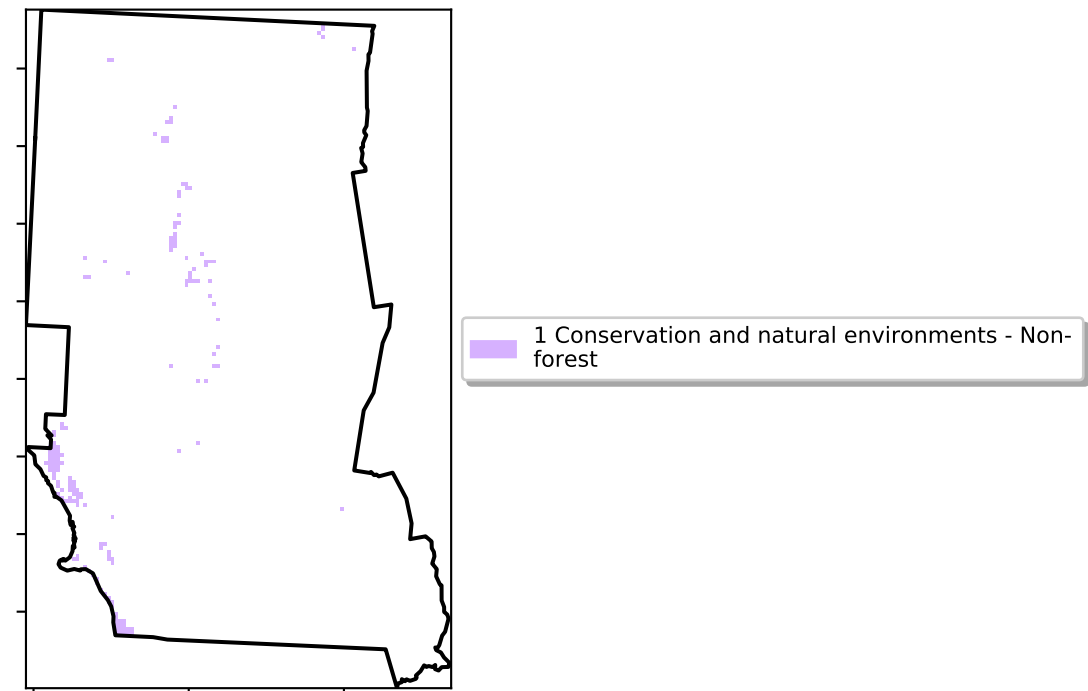 1 Conservation and natural environments - Non-
forest